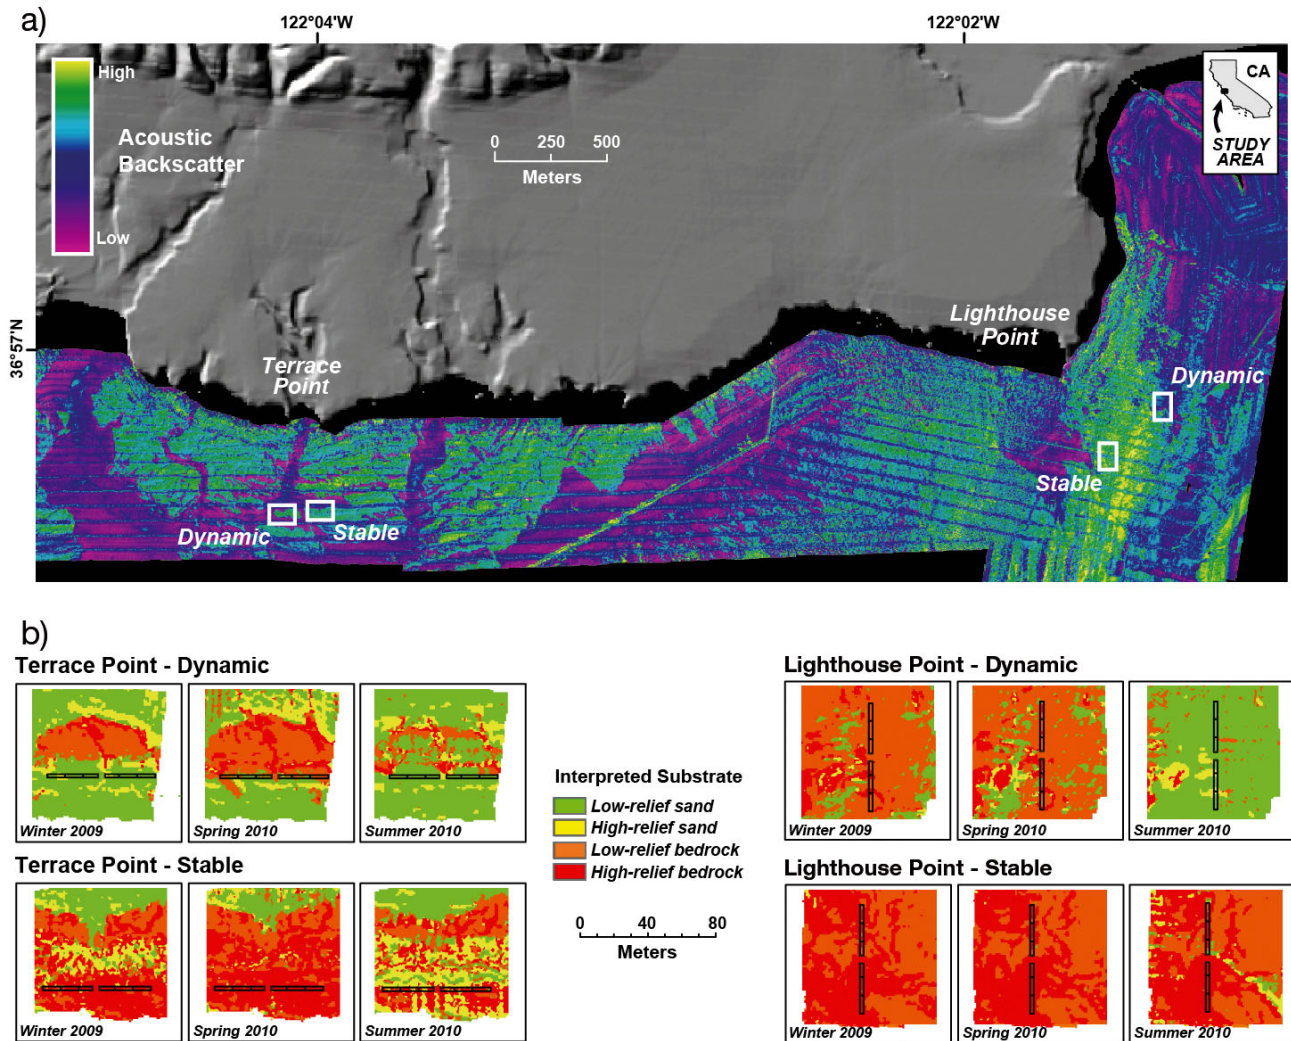 a)
122°04'W
122°02'W
High
Acoustic
Backscatter
Low
0 250 500
Meters
CA
STUDY
AREA
36°57'N
Terrace
Point
Lighthouse
Point
Dynamic
Stable
Dynamic
Stable
b)
Terrace Point - Dynamic
Winter 2009
Spring 2010
Summer 2010
Terrace Point - Stable
Winter 2009
Spring 2010
Summer 2010
Interpreted Substrate
Low-relief sand
High-relief sand
Low-relief bedrock
High-relief bedrock
0 40 80
Meters
Lighthouse Point - Dynamic
Winter 2009
Spring 2010
Summer 2010
Lighthouse Point - Stable
Winter 2009
Spring 2010
Summer 2010